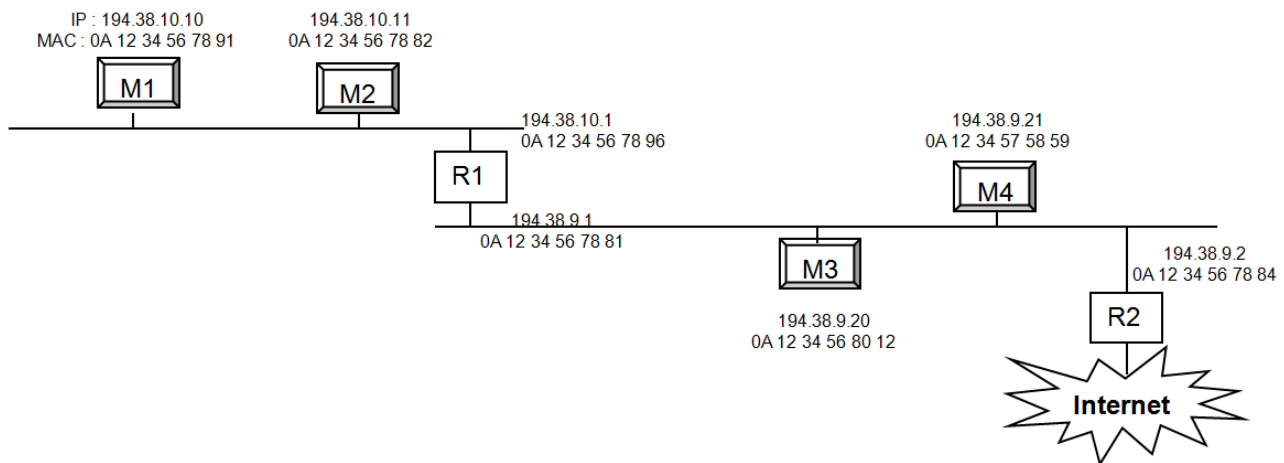 IP : 194.38.10.10
MAC : 0A 12 34 56 78 91
M1
194.38.10.11
0A 12 34 56 78 82
M2
194.38.10.1
0A 12 34 56 78 96
R1
194.38.9.1
0A 12 34 56 78 81
194.38.9.21
0A 12 34 57 58 59
M4
M3
194.38.9.20
0A 12 34 56 80 12
194.38.9.2
0A 12 34 56 78 84
R2
Internet